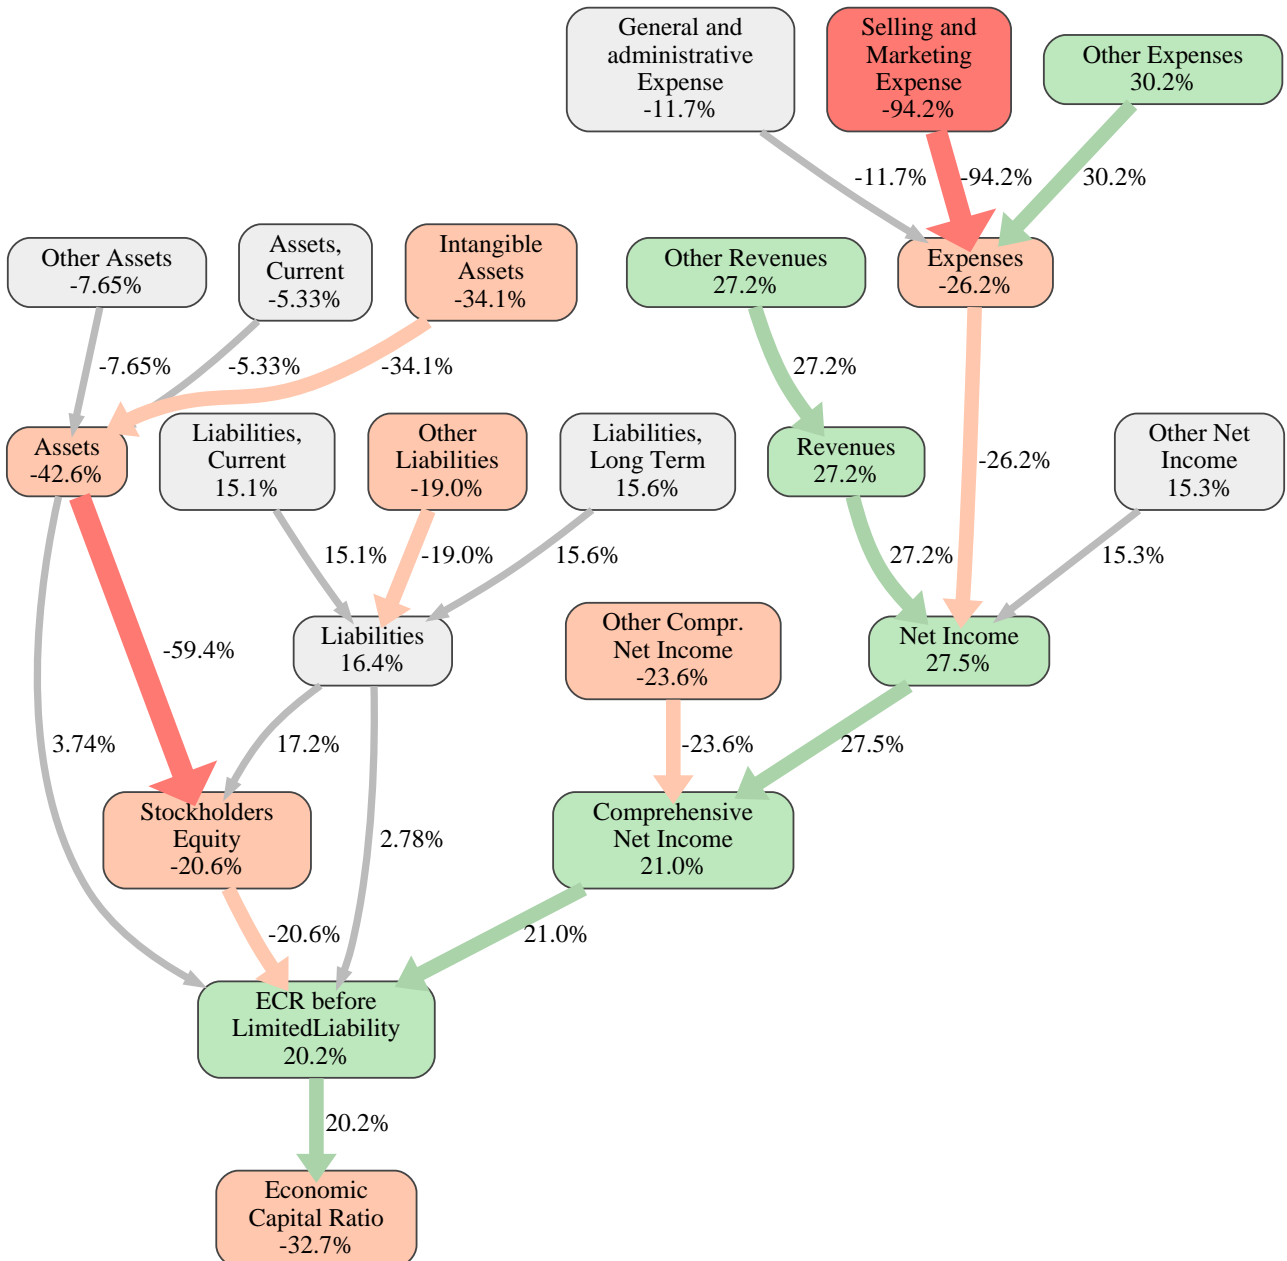 General and
administrative
Expense
-11.7%
Selling and
Marketing
Expense
-94.2%
Other Expenses
30.2%
-11.7%
-94.2%
30.2%
Other Assets
-7.65%
Assets,
Current
-5.33%
Intangible
Assets
-34.1%
Other Revenues
27.2%
Expenses
-26.2%
-7.65%
-5.33%
-34.1%
27.2%
Assets
-42.6%
Liabilities,
Current
15.1%
Other
Liabilities
-19.0%
Liabilities,
Long Term
15.6%
Revenues
27.2%
-26.2%
Other Net
Income
15.3%
15.1%
-19.0%
15.6%
27.2%
15.3%
-59.4%
Liabilities
16.4%
Other Compr.
Net Income
-23.6%
Net Income
27.5%
3.74%
17.2%
-23.6%
27.5%
Stockholders
Equity
-20.6%
2.78%
Comprehensive
Net Income
21.0%
-20.6%
21.0%
ECR before
LimitedLiability
20.2%
20.2%
Economic
Capital Ratio
-32.7%